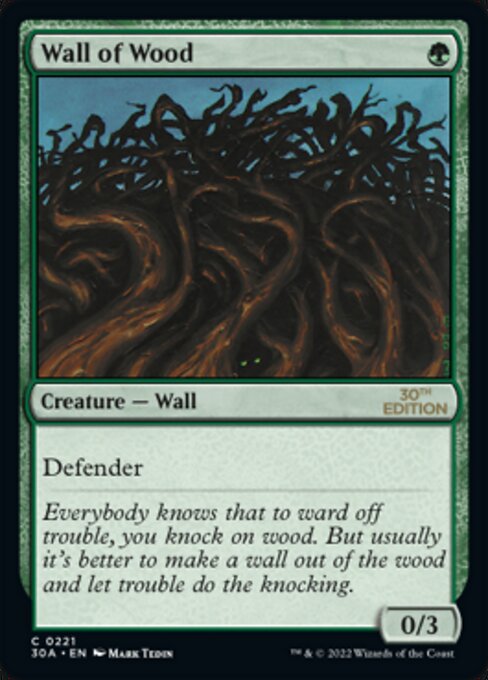 Wall of Wood
Creature — Wall
30TH
EDITION
Defender
Everybody knows that to ward off
trouble, you knock on wood. But usually
it's better to make a wall out of the wood
and let trouble do the knocking.
0/3
C 0221
30A • EN Mark Tedin
™ & © 2022 Wizards of the Coast